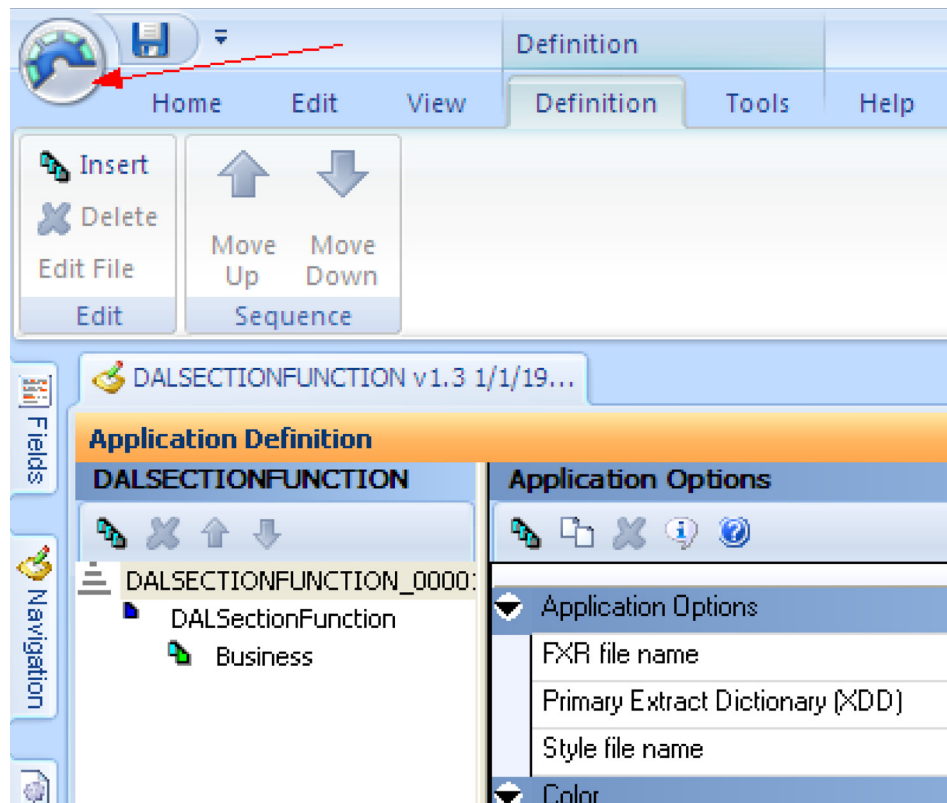 Definition
Home Edit View Definition Tools Help
Insert
Delete
Edit File
Move Up
Move Down
Edit
Sequence
DALSECTIONFUNCTION v1.3 1/1/19...
Fields
Navigation
Application Definition
DALSECTIONFUNCTION
Application Options
DALSECTIONFUNCTION_0000
DALSectionFunction
Business
Application Options
FXR file name
Primary Extract Dictionary (XDD)
Style file name
Color